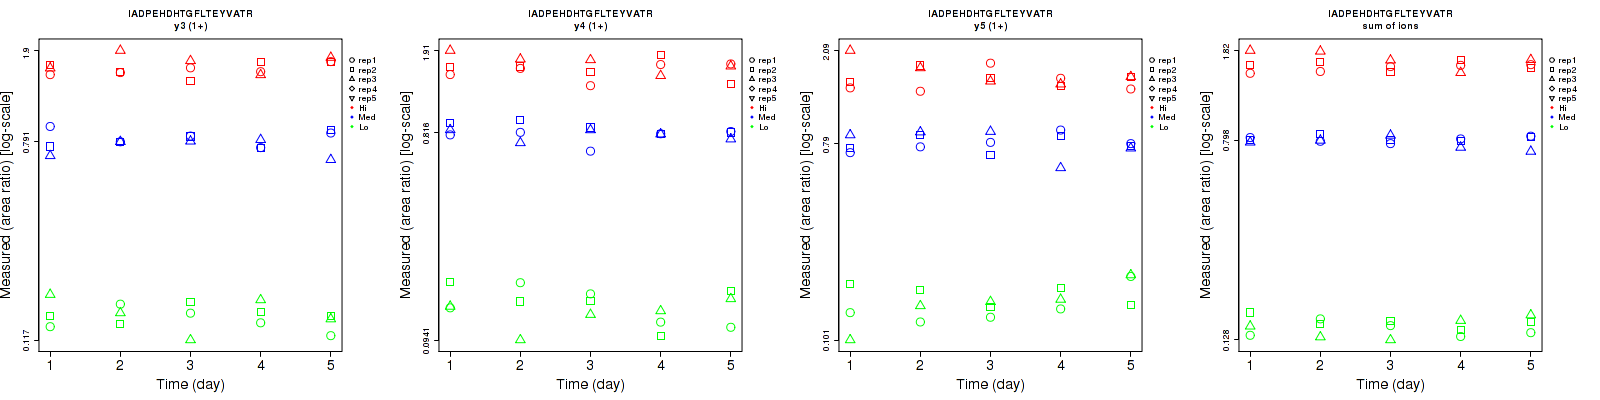 IADPEHDHTGFLTEYVATR
y3 (1+)
Measured (area ratio) [log-scale]
1.9
0.791
0.117
1 2 3 4 5
Time (day)
rep1
rep2
rep3
rep4
rep5
Hi
Med
Lo
IADPEHDHTGFLTEYVATR
y4 (1+)
Measured (area ratio) [log-scale]
1.91
0.816
0.0941
1 2 3 4 5
Time (day)
rep1
rep2
rep3
rep4
rep5
Hi
Med
Lo
IADPEHDHTGFLTEYVATR
y5 (1+)
Measured (area ratio) [log-scale]
2.09
0.79
0.101
1 2 3 4 5
Time (day)
rep1
rep2
rep3
rep4
rep5
Hi
Med
Lo
IADPEHDHTGFLTEYVATR
sum of ions
Measured (area ratio) [log-scale]
1.82
0.798
0.128
1 2 3 4 5
Time (day)
rep1
rep2
rep3
rep4
rep5
Hi
Med
Lo